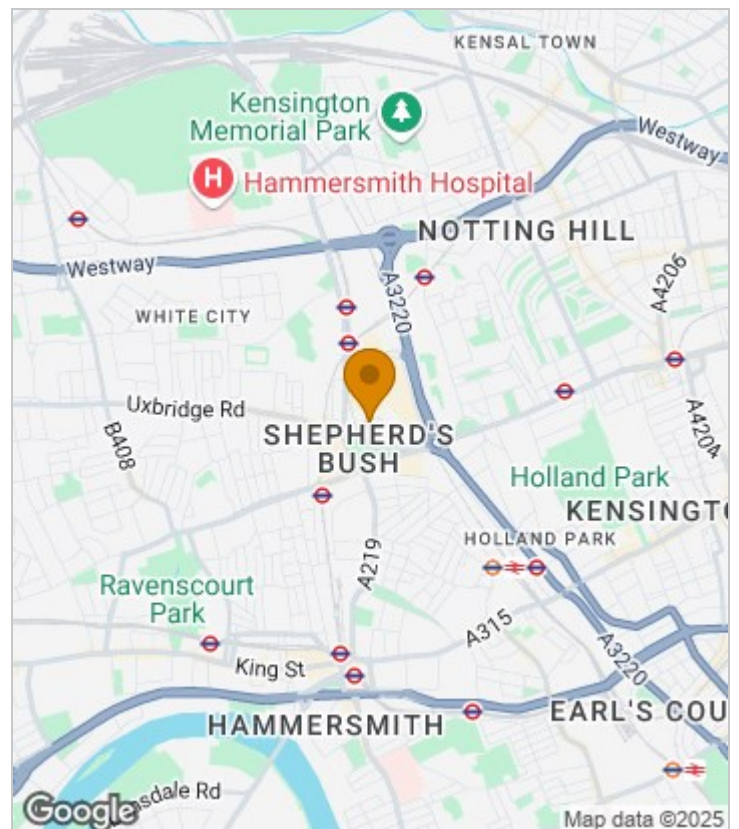 KENSAL TOWN
Kensington
Memorial Park
Westway
H
Hammersmith Hospital
NOTTING HILL
Westway
A3220
A4206
WHITE CITY
Uxbridge Rd
B408
SHEPHERD'S
BUSH
A4204
Holland Park
KENSINGT
HOLLAND PARK
A219
Ravenscourt
Park
A315
King St
A3220
HAMMERSMITH
EARL'S COU
nsdale Rd
Google
Map data ©2025